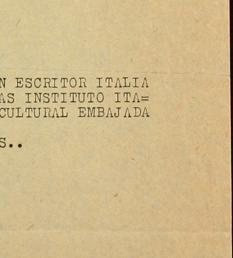 N ESCRITOR ITALIA
AS INSTITUTO ITA=
CULTURAL EMBAJADA
S..